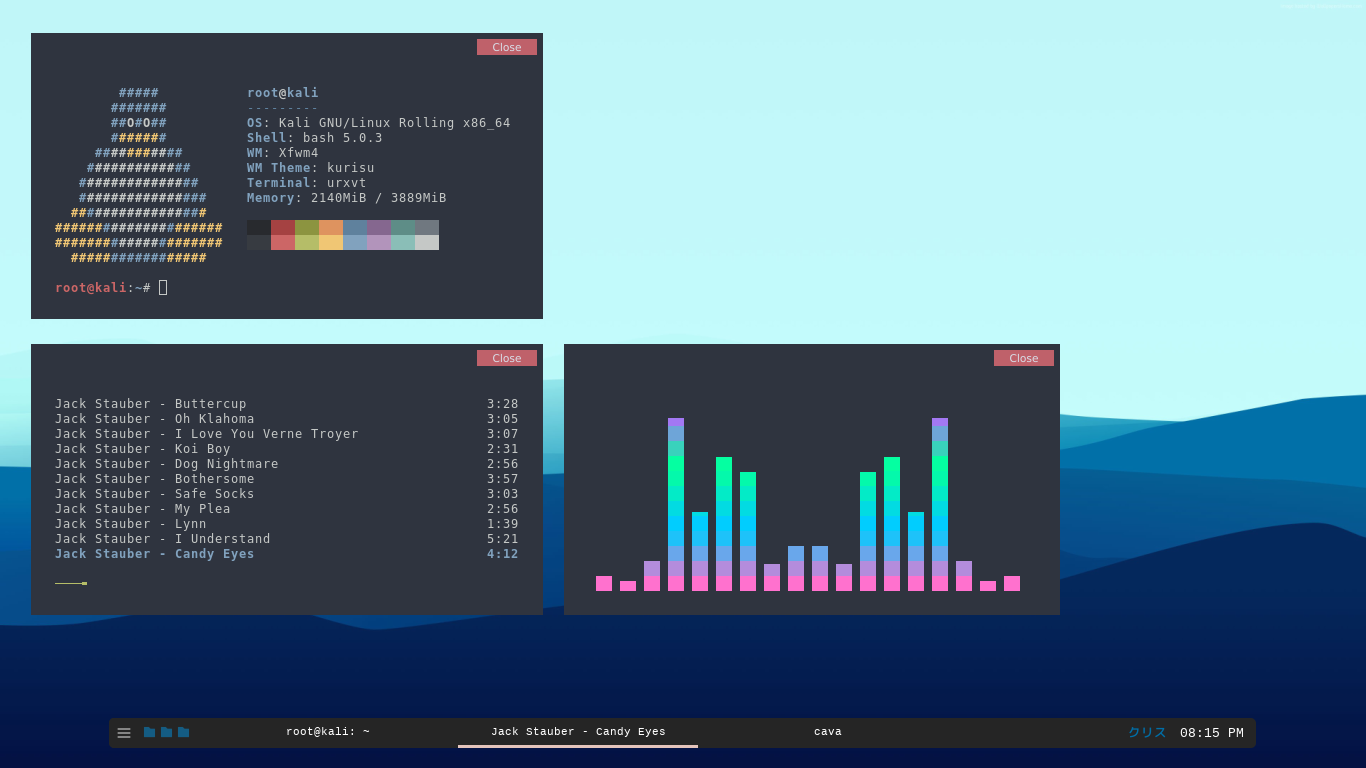 Close
#####
#######
##O#O##
#######
###########
#############
###############
################
#################
#####################
#####################
#################
root@kali
---------
OS: Kali GNU/Linux Rolling x86_64
Shell: bash 5.0.3
WM: Xfwm4
WM Theme: kurisu
Terminal: urxvt
Memory: 2140MiB / 3889MiB
root@kali:~#
Close
Jack Stauber - Buttercup 3:28
Jack Stauber - Oh Klahoma 3:05
Jack Stauber - I Love You Verne Troyer 3:07
Jack Stauber - Koi Boy 2:31
Jack Stauber - Dog Nightmare 2:56
Jack Stauber - Bothersome 3:57
Jack Stauber - Safe Socks 3:03
Jack Stauber - My Plea 2:56
Jack Stauber - Lynn 1:39
Jack Stauber - I Understand 5:21
Jack Stauber - Candy Eyes 4:12
Close
root@kali: ~
Jack Stauber - Candy Eyes
cava
クリス
08:15 PM